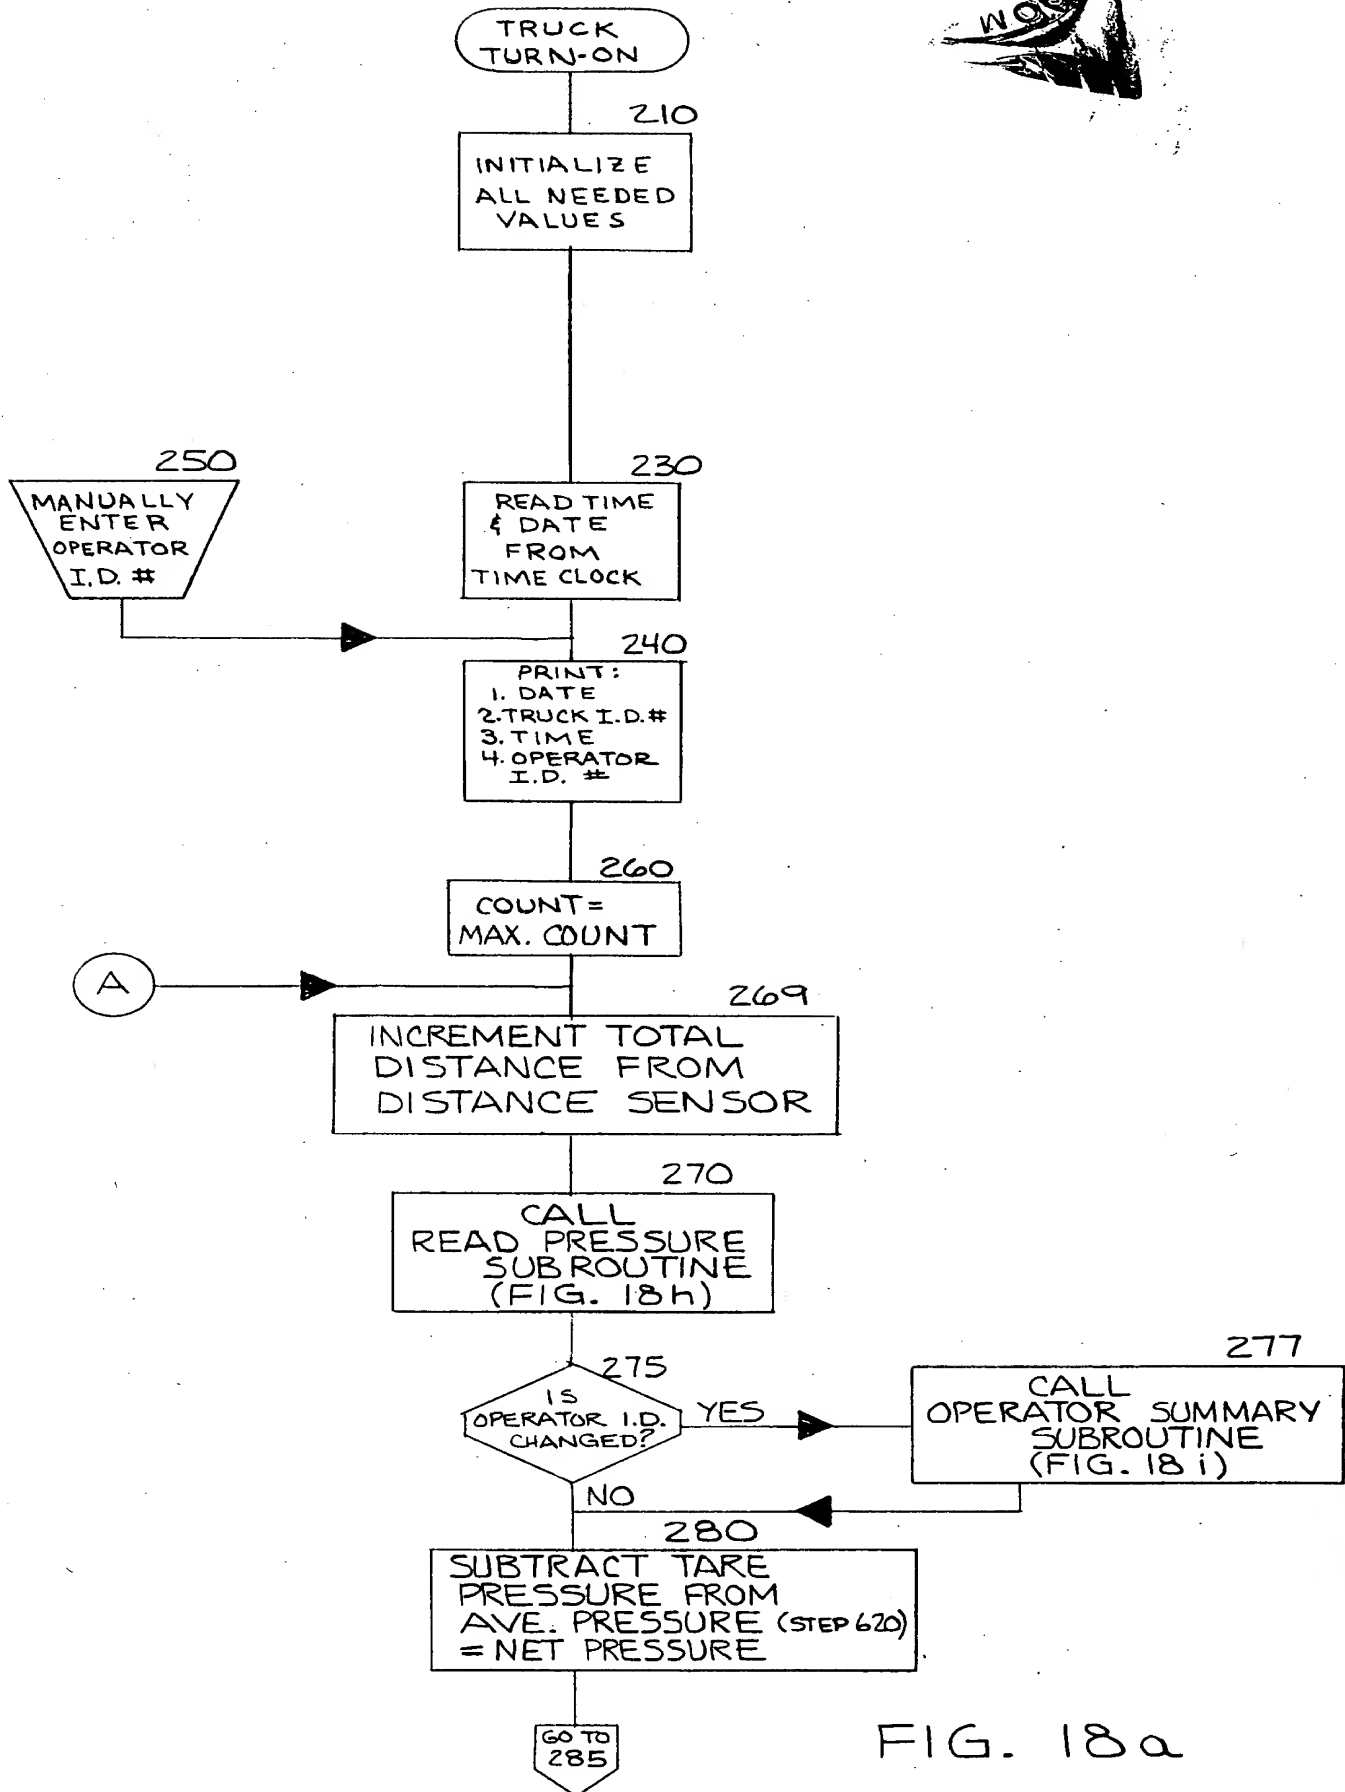 TRUCK
TURN-ON
210
INITIALIZE
ALL NEEDED
VALUES
250
MANUALLY
ENTER
OPERATOR
I.D. #
230
READ TIME
& DATE
FROM
TIME CLOCK
240
PRINT:
1. DATE
2. TRUCK I.D.#
3. TIME
4. OPERATOR
I.D. #
260
COUNT =
MAX. COUNT
A
269
INCREMENT TOTAL
DISTANCE FROM
DISTANCE SENSOR
270
CALL
READ PRESSURE
SUBROUTINE
(FIG. 18h)
275
IS
OPERATOR I.D.
CHANGED?
YES
277
CALL
OPERATOR SUMMARY
SUBROUTINE
(FIG. 18i)
NO
280
SUBTRACT TARE
PRESSURE FROM
AVE. PRESSURE (STEP 620)
= NET PRESSURE
GO TO
285
FIG. 18a